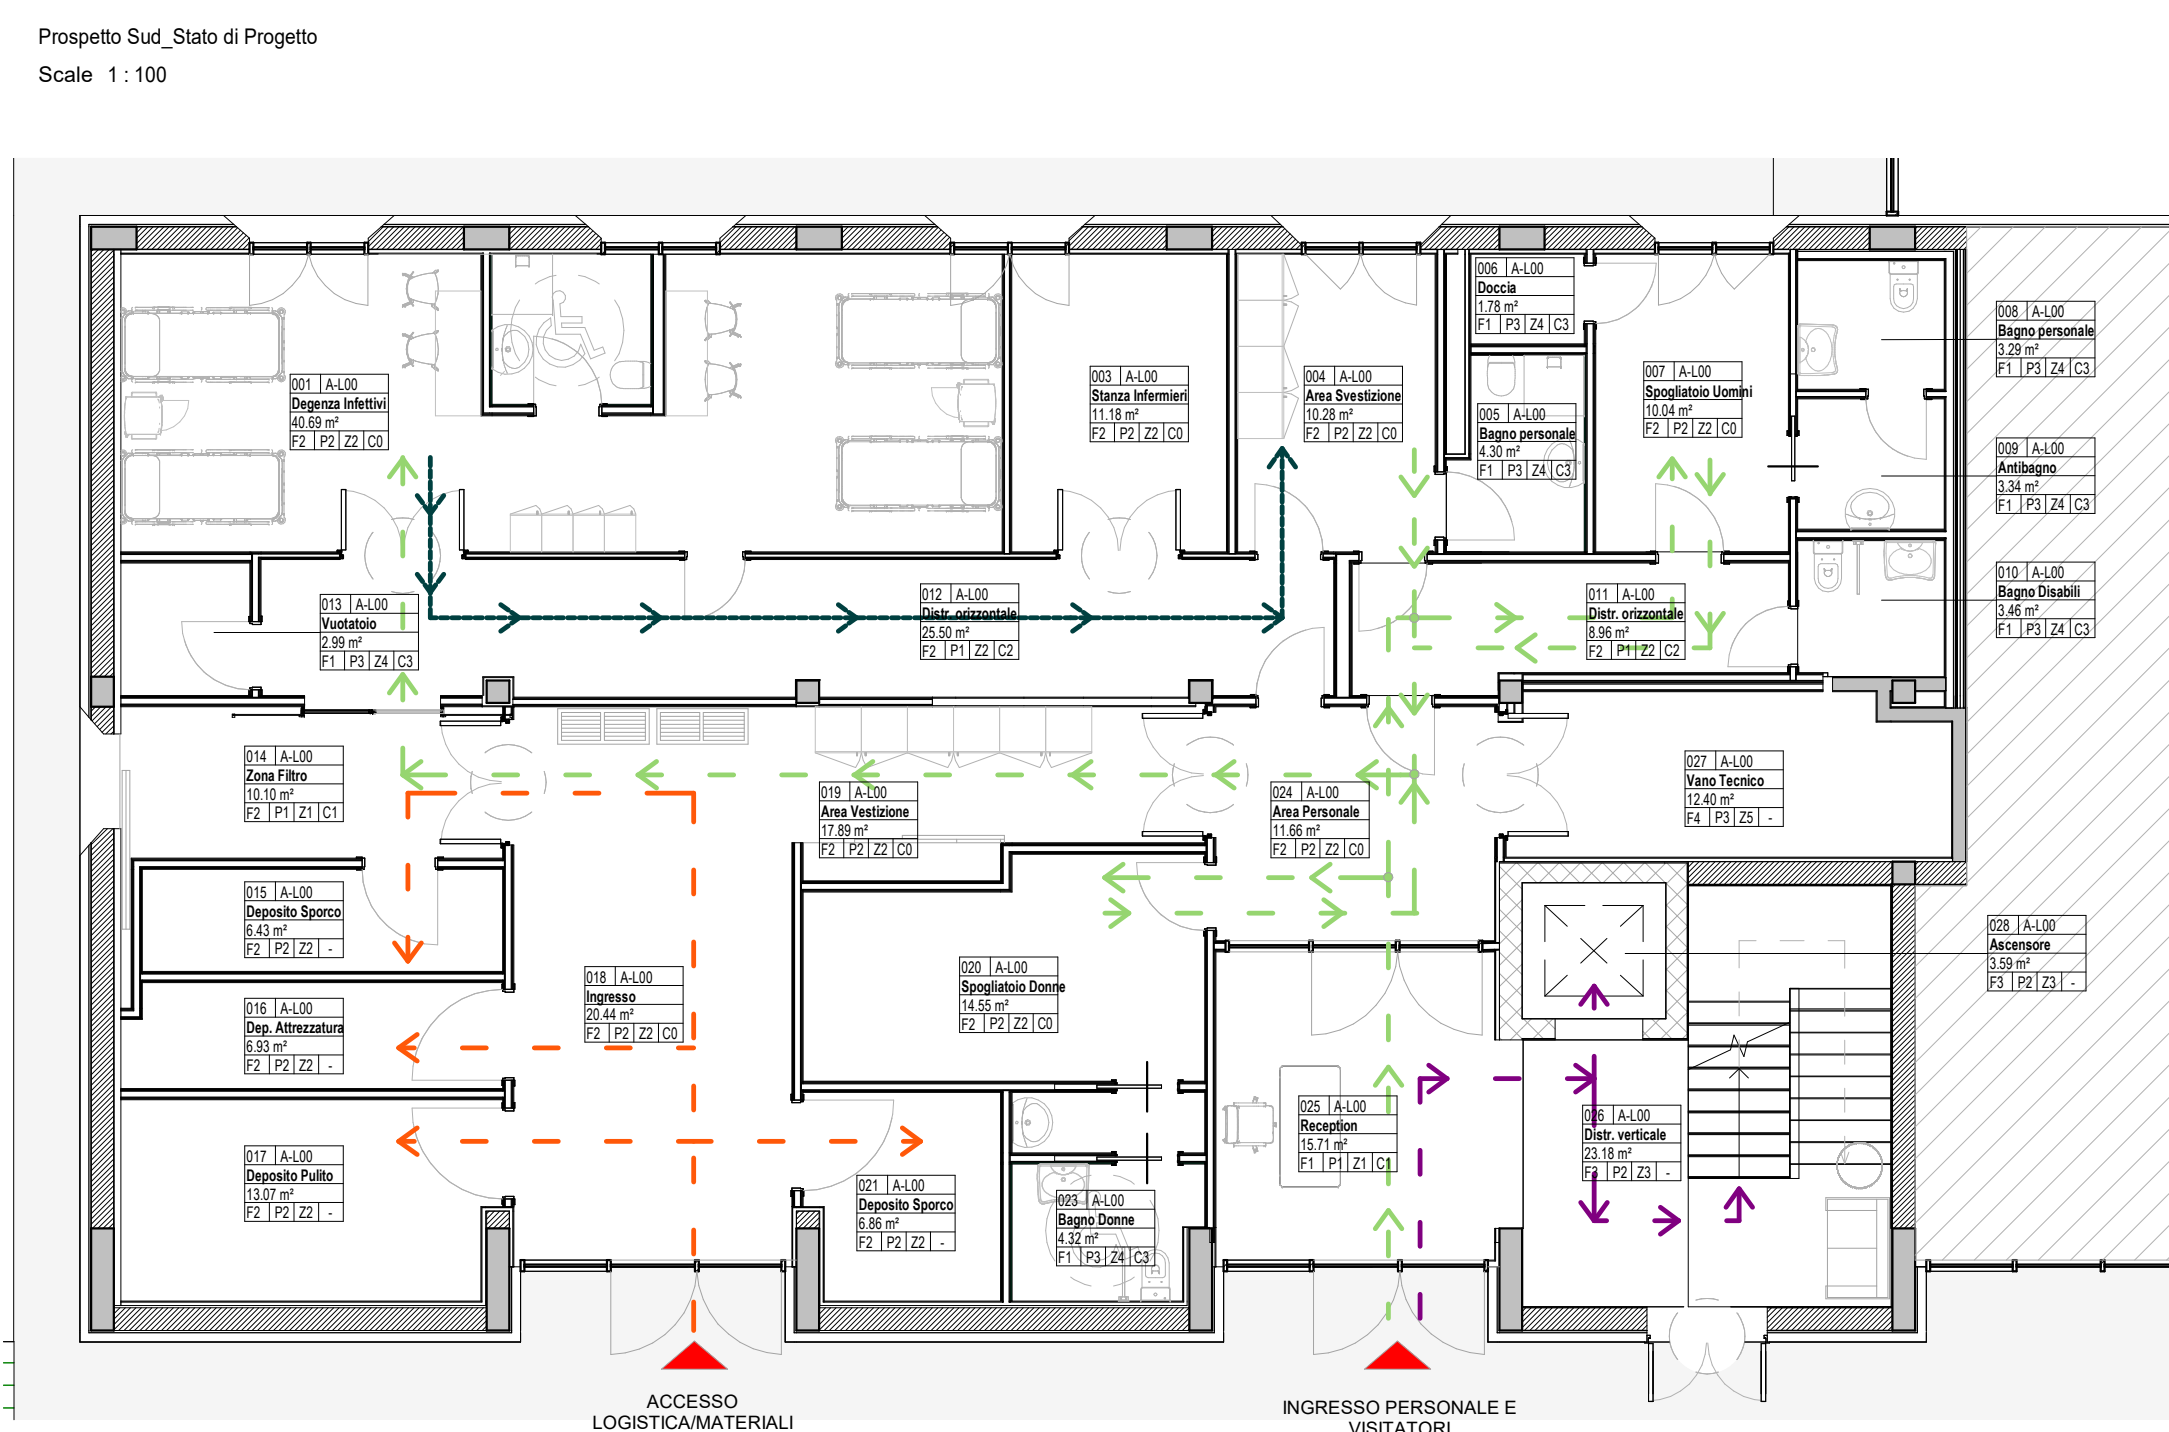 Prospetto Sud_Stato di Progetto
Scale 1 : 100
001 A-L00
Degenza Infettivi
40.69 m²
F2 P2 Z2 C0
003 A-L00
Stanza Infermieri
11.18 m²
F2 P2 Z2 C0
004 A-L00
Area Svestizione
10.28 m²
F2 P2 Z2 C0
006 A-L00
Doccia
1.78 m²
F1 P3 Z4 C3
005 A-L00
Bagno personale
4.30 m²
F1 P3 Z4 C3
007 A-L00
Spogliatoio Uomini
10.04 m²
F2 P2 Z2 C0
008 A-L00
Bagno personale
3.29 m²
F1 P3 Z4 C3
009 A-L00
Antibagno
3.34 m²
F1 P3 Z4 C3
010 A-L00
Bagno Disabili
3.46 m²
F1 P3 Z4 C3
013 A-L00
Vuotatoio
2.99 m²
F1 P3 Z4 C3
012 A-L00
Distr. orizzontale
25.50 m²
F2 P1 Z2 C2
011 A-L00
Distr. orizzontale
8.96 m²
F2 P1 Z2 C2
014 A-L00
Zona Filtro
10.10 m²
F2 P1 Z1 C1
019 A-L00
Area Vestizione
17.89 m²
F2 P2 Z2 C0
024 A-L00
Area Personale
11.66 m²
F2 P2 Z2 C0
027 A-L00
Vano Tecnico
12.40 m²
F4 P3 Z5 -
015 A-L00
Deposito Sporco
6.43 m²
F2 P2 Z2 -
016 A-L00
Dep. Attrezzatura
6.93 m²
F2 P2 Z2 -
018 A-L00
Ingresso
20.44 m²
F2 P2 Z2 C0
020 A-L00
Spogliatoio Donne
14.55 m²
F2 P2 Z2 C0
028 A-L00
Ascensore
3.59 m²
F3 P2 Z3 -
017 A-L00
Deposito Pulito
13.07 m²
F2 P2 Z2 -
021 A-L00
Deposito Sporco
6.86 m²
F2 P2 Z2 -
023 A-L00
Bagno Donne
4.32 m²
F1 P3 Z4 C3
025 A-L00
Reception
15.71 m²
F1 P1 Z1 C1
026 A-L00
Distr. verticale
23.18 m²
F3 P2 Z3 -
ACCESSO
LOGISTICA/MATERIALI
INGRESSO PERSONALE E
VISITATORI